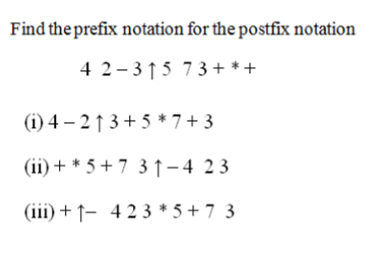 Find the prefix notation for the postfix notation
4 2 – 3 ↑ 5 7 3 + * +
(i) 4 – 2 ↑ 3 + 5 * 7 + 3
(ii) + * 5 + 7 3 ↑ – 4 2 3
(iii) + ↑ – 4 2 3 * 5 + 7 3